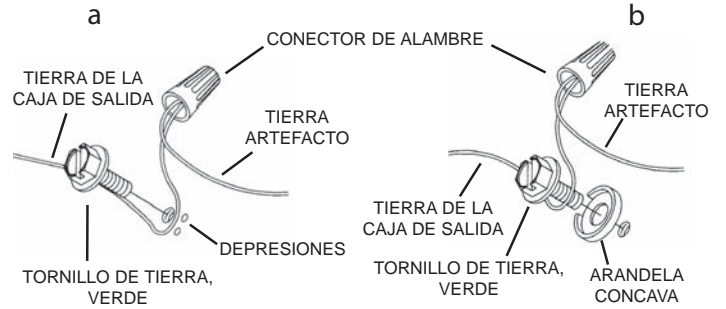 a
b
CONECTOR DE ALAMBRE
TIERRA DE LA
CAJA DE SALIDA
TIERRA
ARTEFACTO
DEPRESIONES
TORNILLO DE TIERRA,
VERDE
TIERRA
ARTEFACTO
TIERRA DE LA
CAJA DE SALIDA
TORNILLO DE TIERRA,
VERDE
ARANDELA
CONCAVA